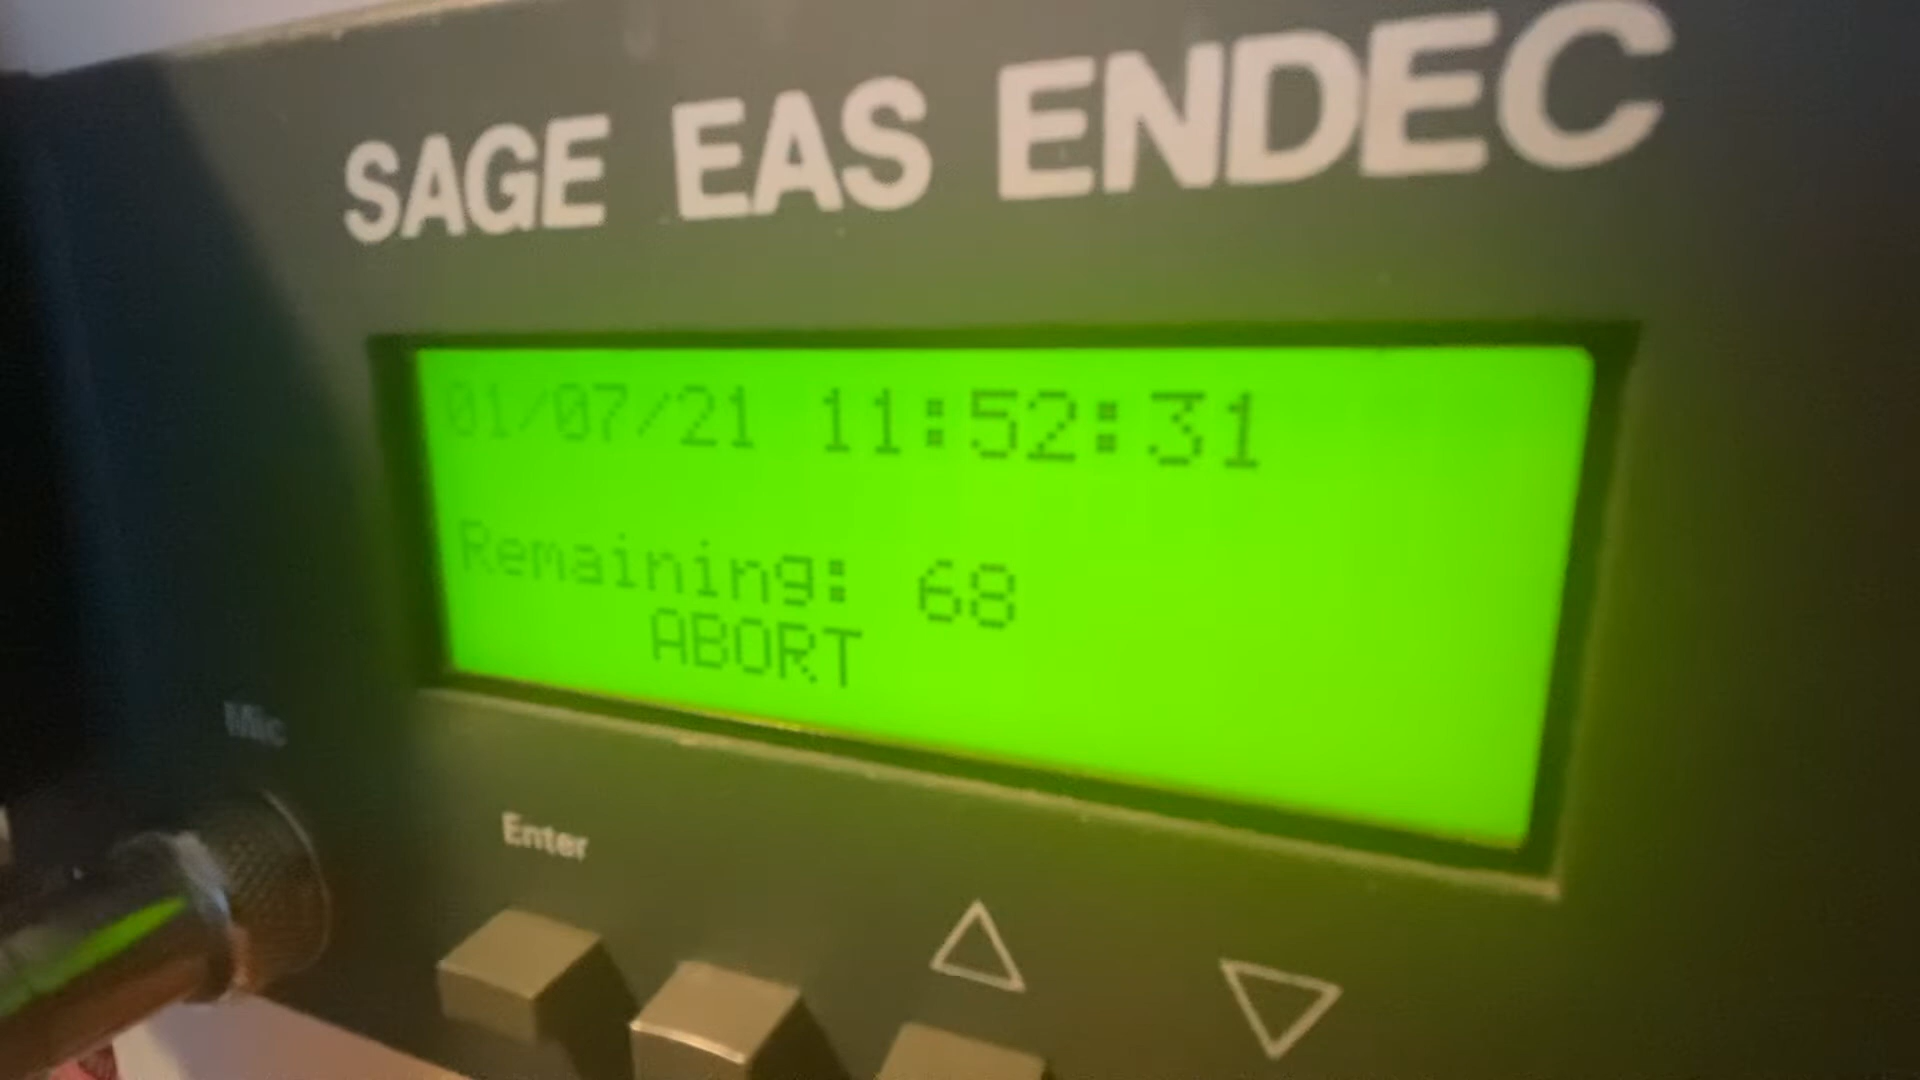 SAGE EAS ENDEC
01/07/21 11:52:31
Remaining: 68
ABORT
Mic
Enter